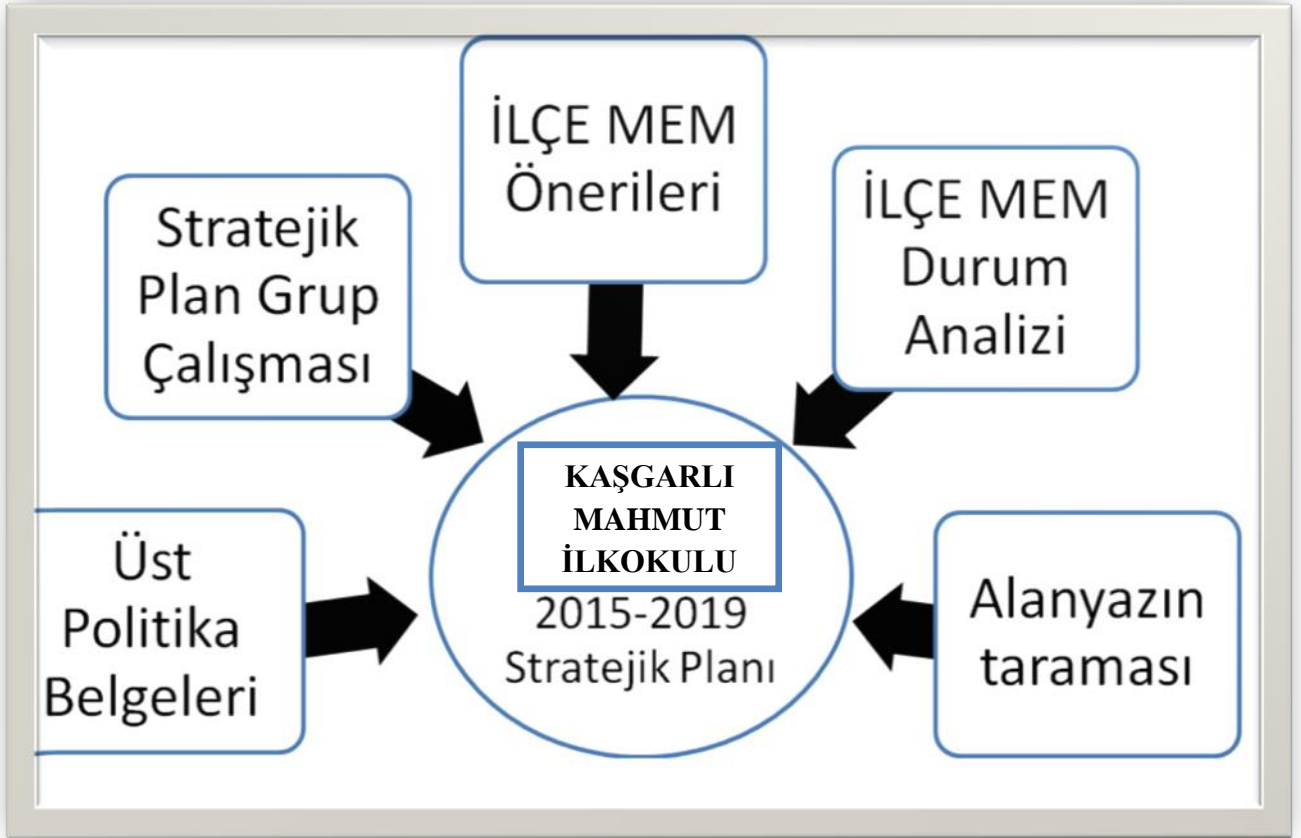 İLÇE MEM
Önerileri
Stratejik
Plan Grup
Çalışması
İLÇE MEM
Durum
Analizi
Üst
Politika
Belgeleri
KAŞGARLI
MAHMUT
İLKOKULU
2015-2019
Stratejik Planı
Alanyazın
taraması